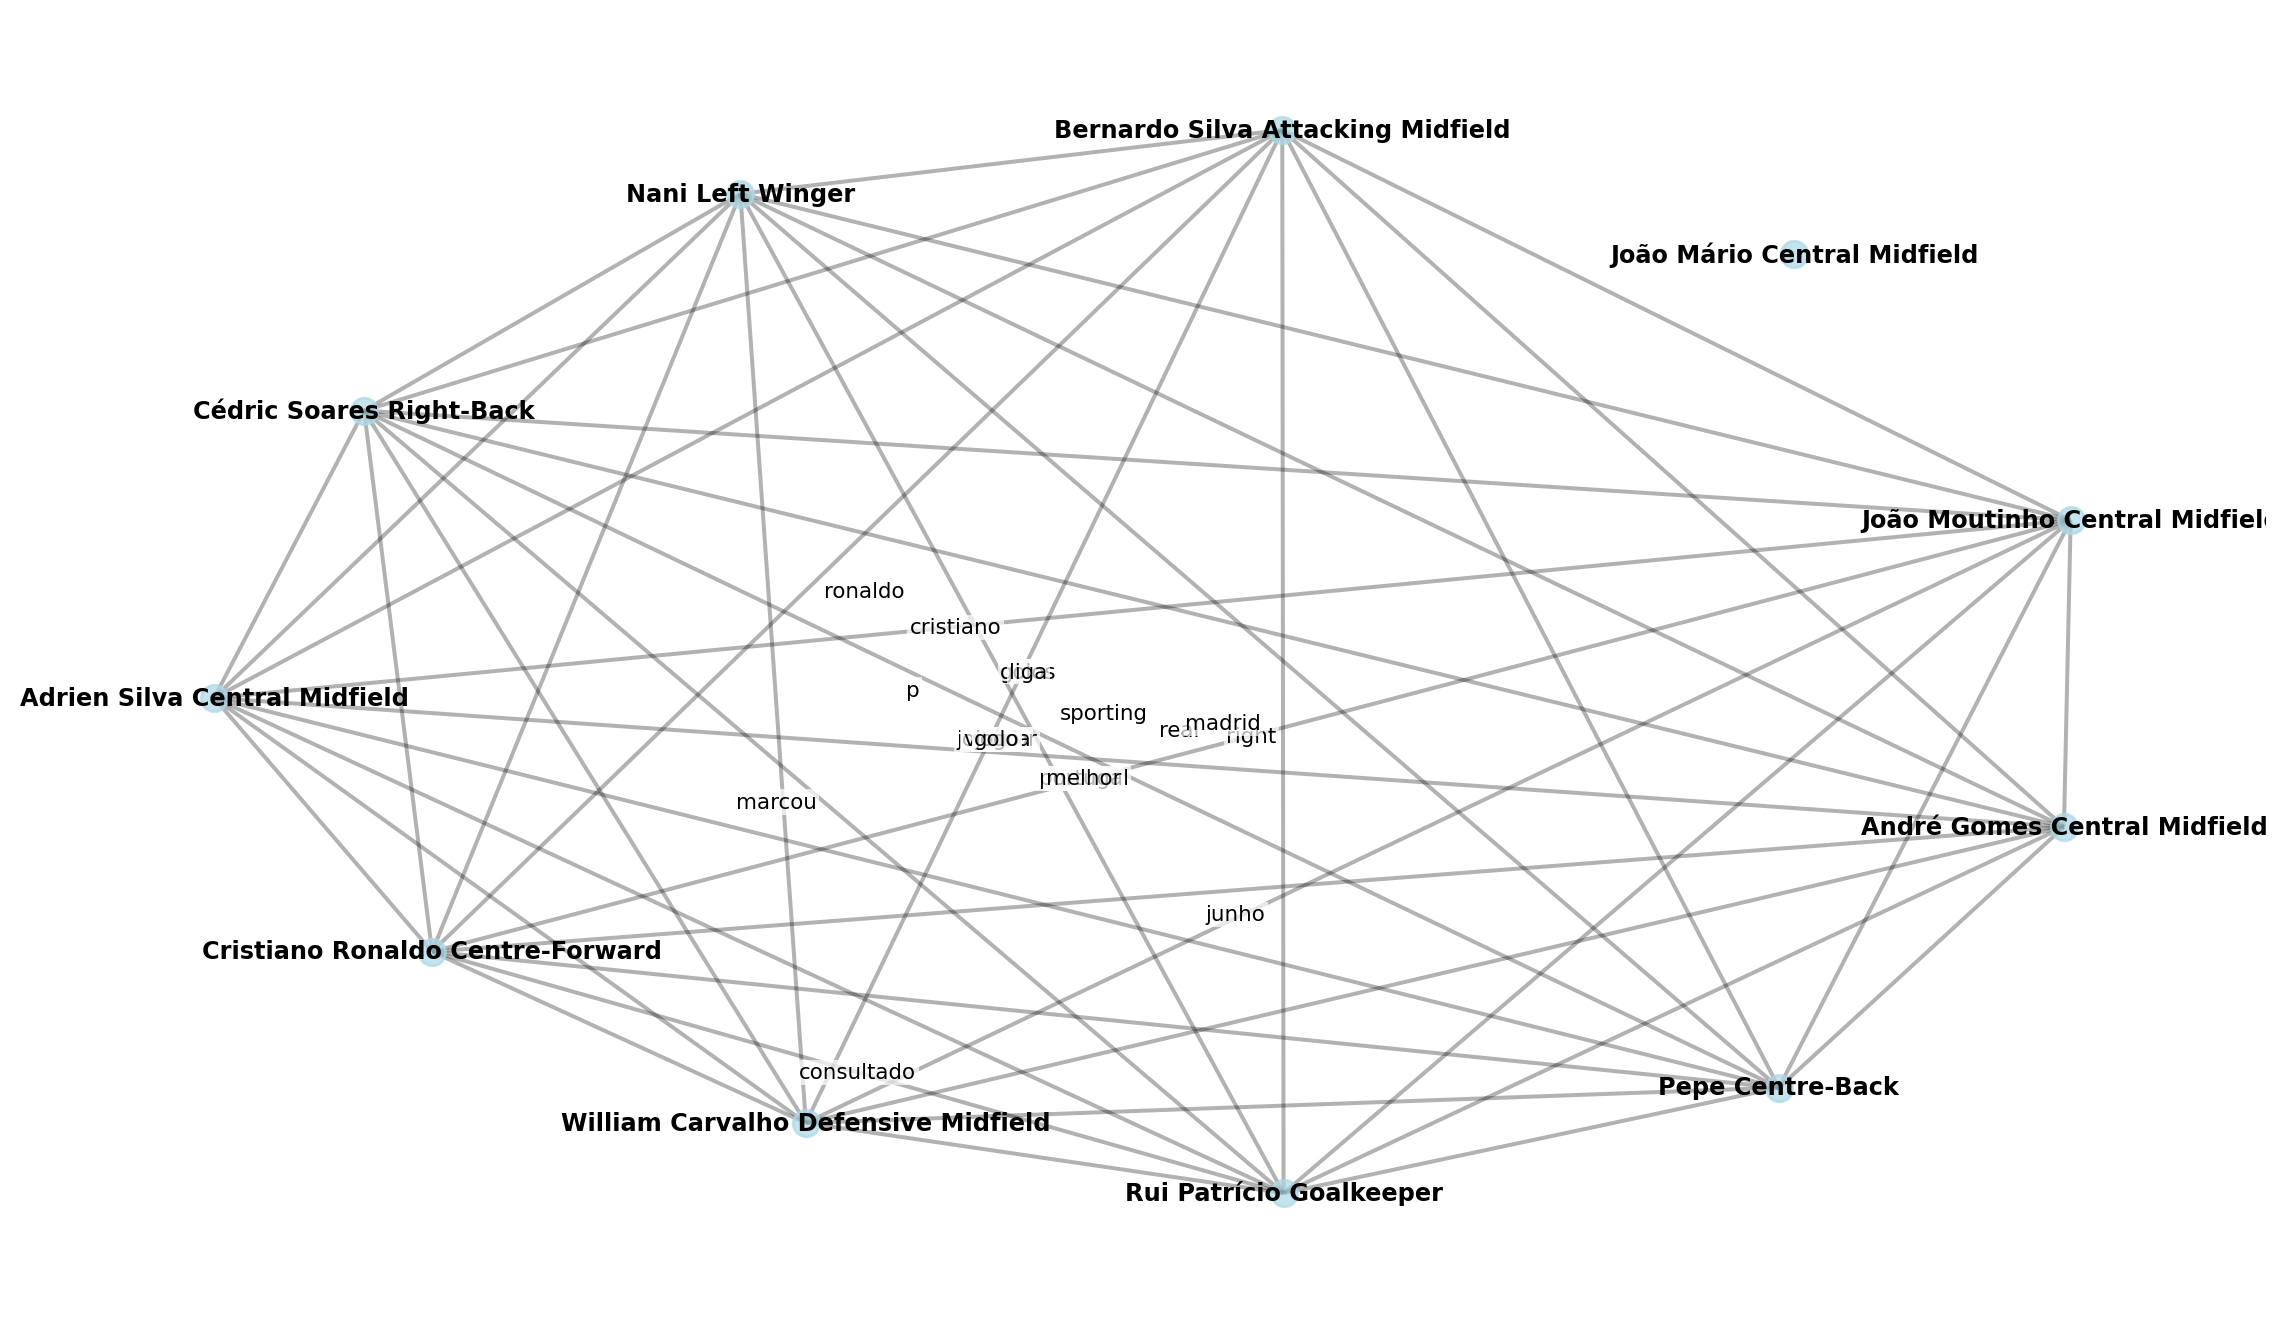 Bernardo Silva Attacking Midfield
Nani Left Winger
João Mário Central Midfield
Cédric Soares Right-Back
João Moutinho Central Midfield
ronaldo
cristiano
ligas
p
Adrien Silva Central Midfield
sporting
madrid
real
right
golo
melhor
marcou
André Gomes Central Midfield
junho
Cristiano Ronaldo Centre-Forward
consultado
Pepe Centre-Back
William Carvalho Defensive Midfield
Rui Patrício Goalkeeper